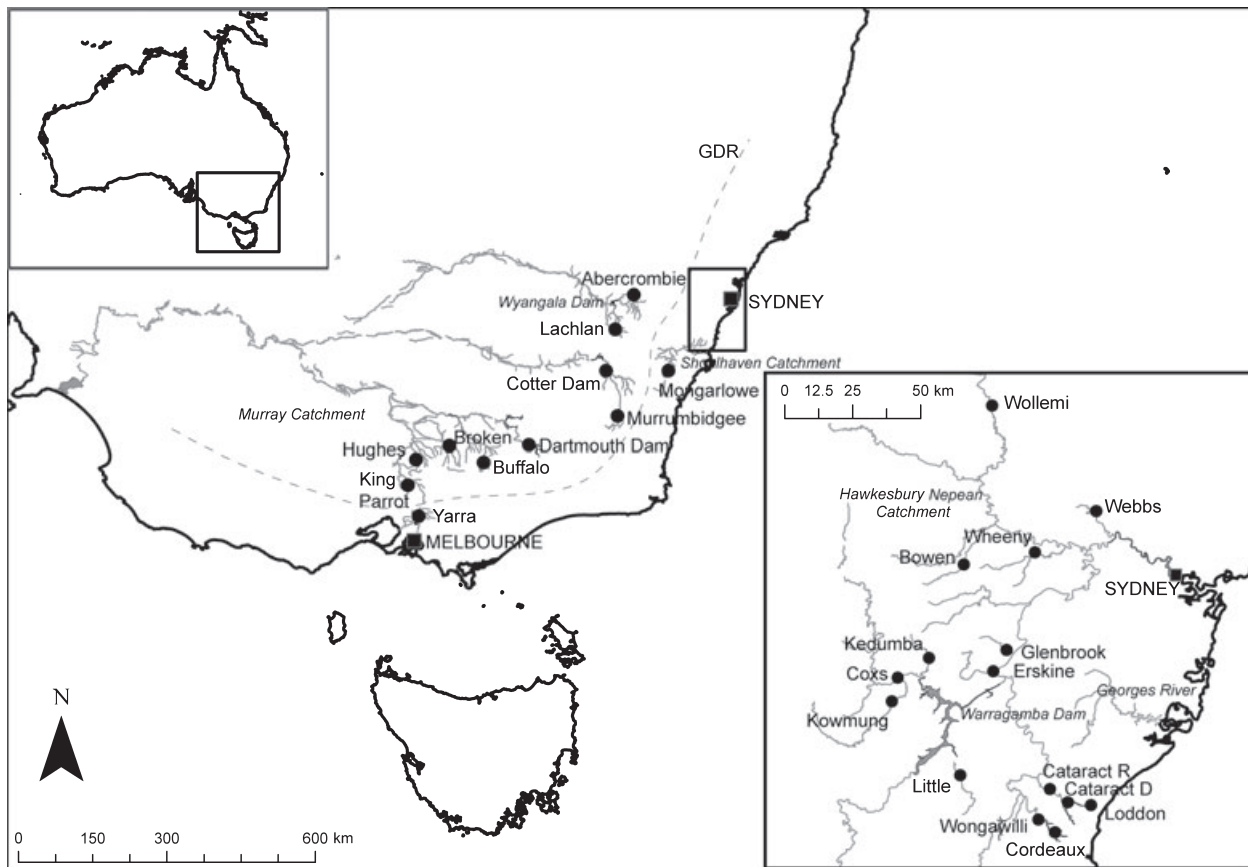 GDR
Abercrombie
Wyangala Dam
SYDNEY
Lachlan
Shoalhaven Catchment
Cotter Dam
Mongarlowe
Murray Catchment
Murrumbidgee
Broken
Hughes
Dartmouth Dam
Buffalo
King
Parrot
Yarra
MELBOURNE
N
0 150 300 600 km
0 12.5 25 50 km
Wollemi
Hawkesbury Nepean
Catchment
Webbs
Wheeny
Bowen
SYDNEY
Kedumba
Glenbrook
Coxs
Erskine
Georges River
Kowmung
Warragamba Dam
Cataract R
Little
Cataract D
Loddon
Wongawilli
Cordeaux